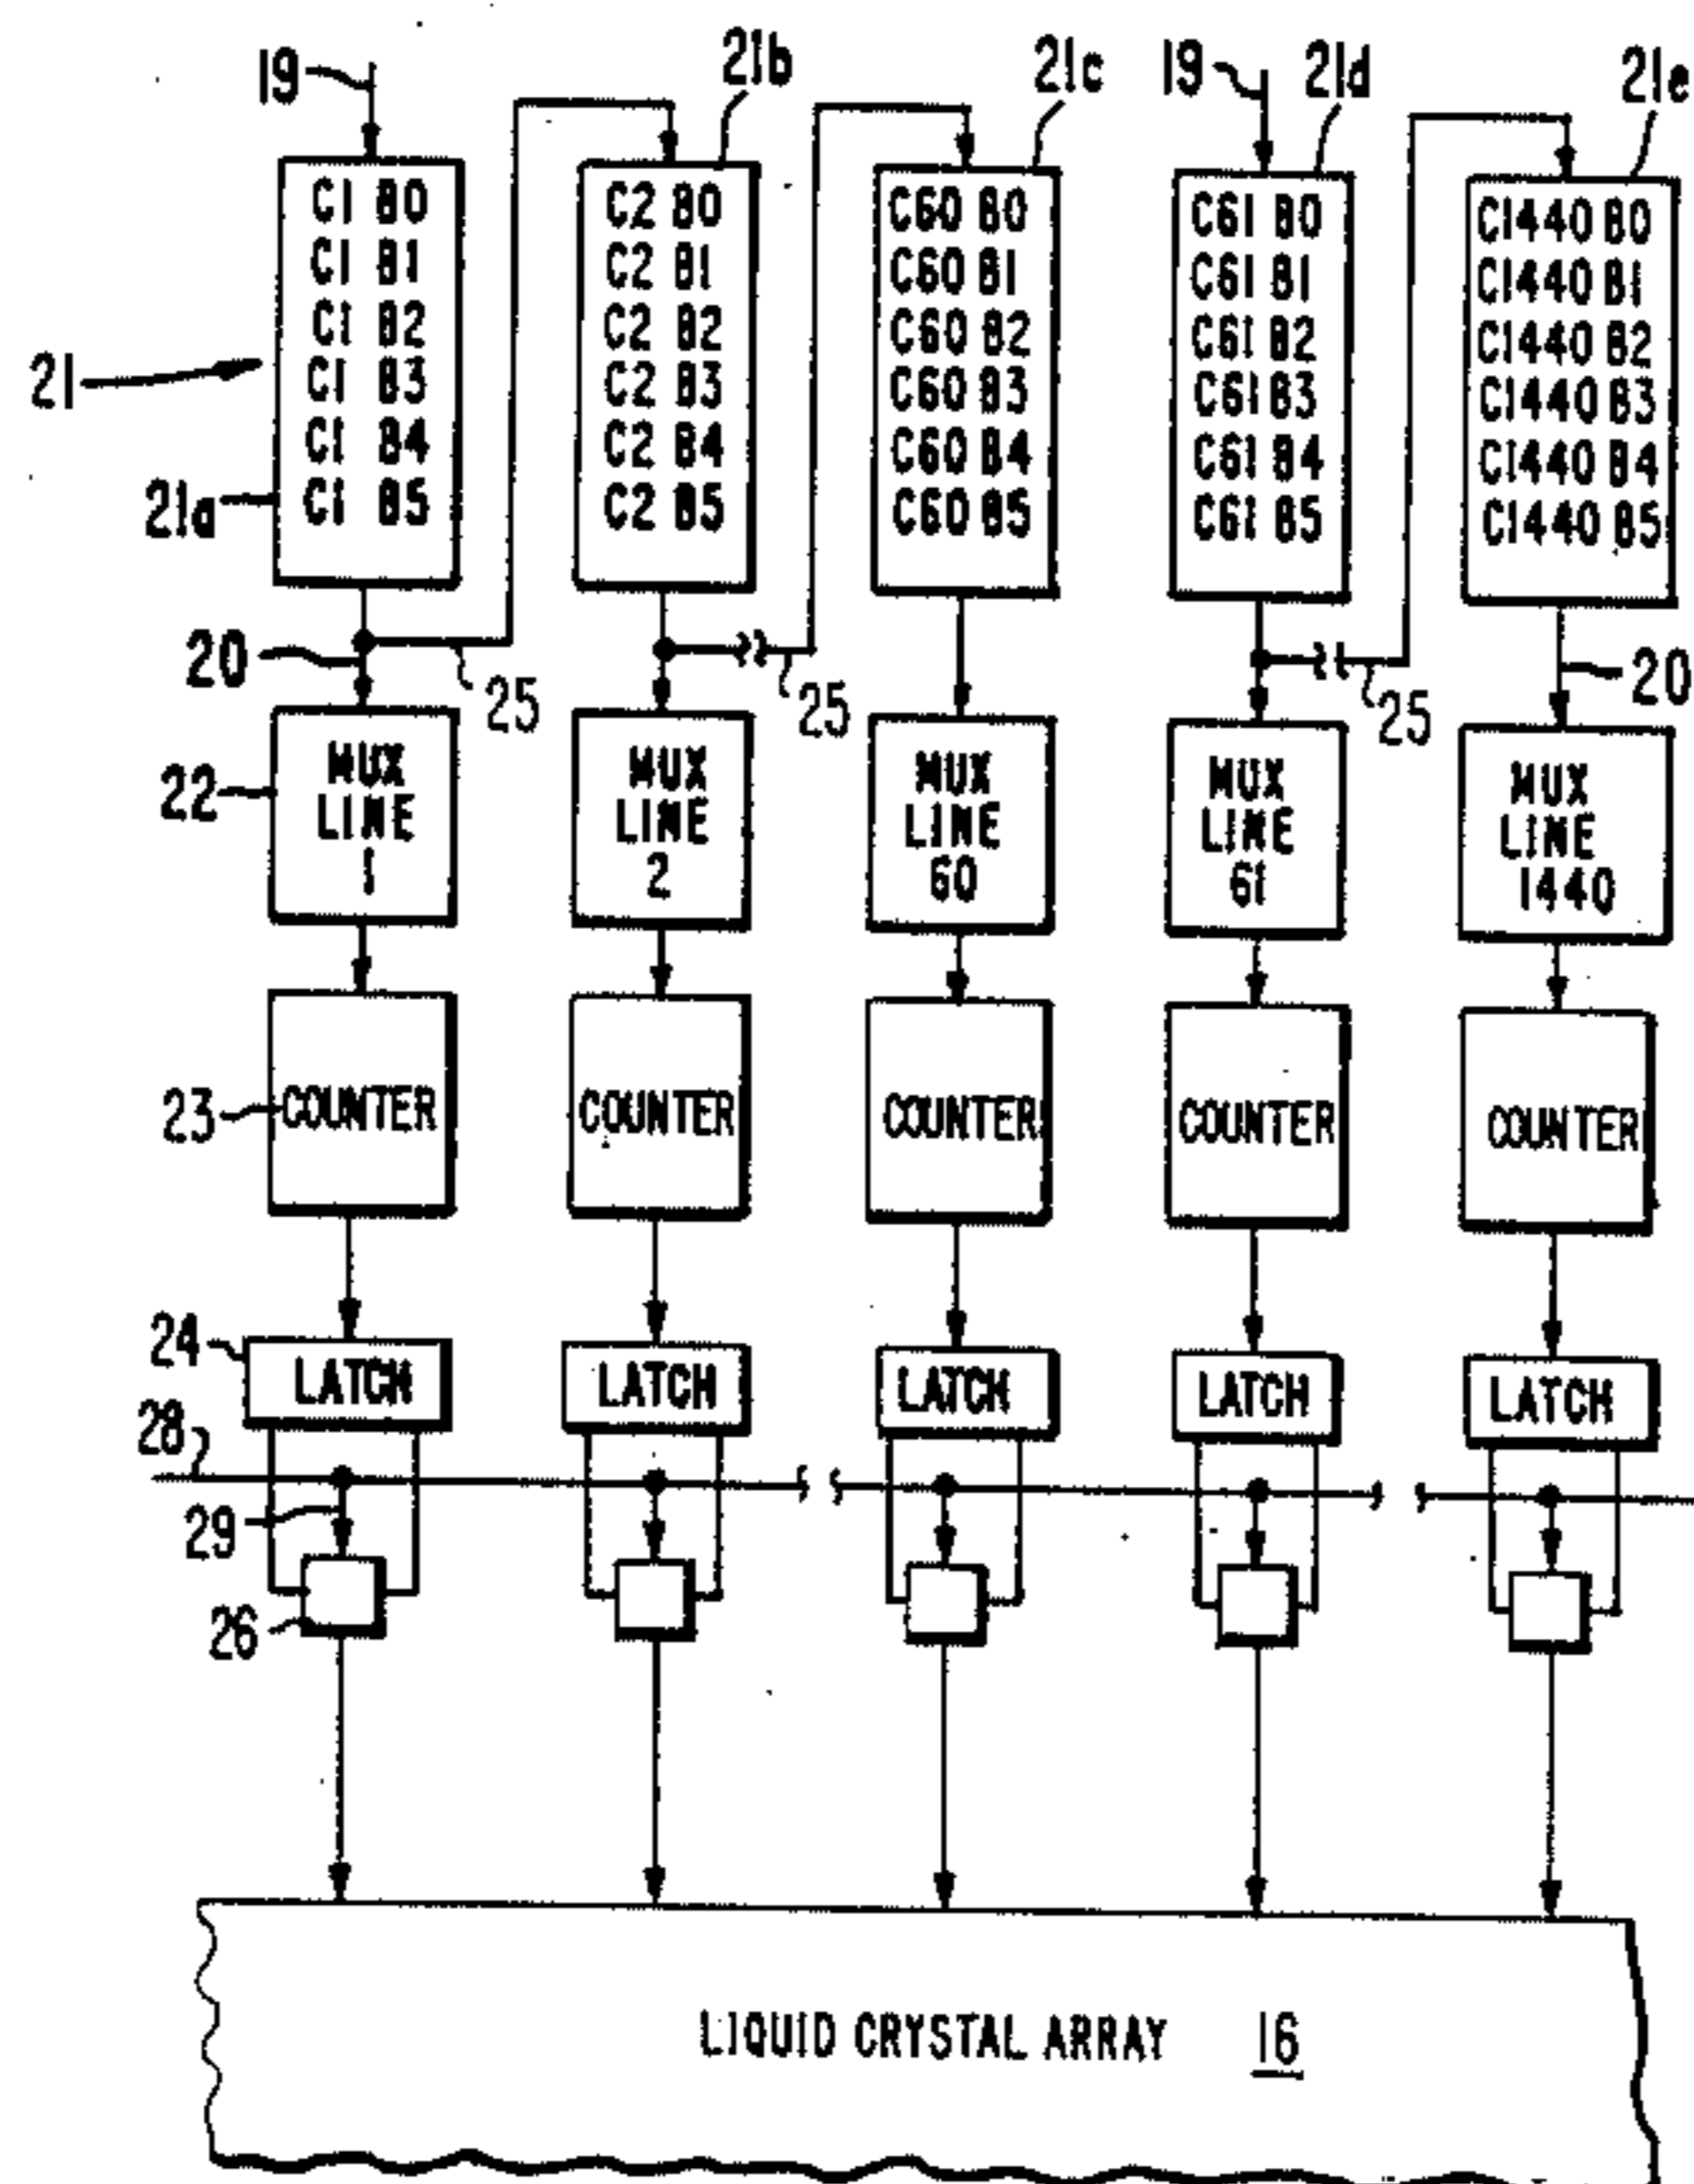 19 21b 21c 19 21d 21e
C1 B0
C1 B1
C1 B2
C1 B3
C1 B4
C1 B5
C2 B0
C2 B1
C2 B2
C2 B3
C2 B4
C2 B5
C60 B0
C60 B1
C60 B2
C60 B3
C60 B4
C60 B5
C61 B0
C61 B1
C61 B2
C61 B3
C61 B4
C61 B5
C1440 B0
C1440 B1
C1440 B2
C1440 B3
C1440 B4
C1440 B5
21
21a
20 25 25 25 20
22
MUX
LINE
1
MUX
LINE
2
MUX
LINE
60
MUX
LINE
61
MUX
LINE
1440
23 COUNTER COUNTER COUNTER COUNTER COUNTER
24 LATCH LATCH LATCH LATCH LATCH
28
29
26
LIQUID CRYSTAL ARRAY 16